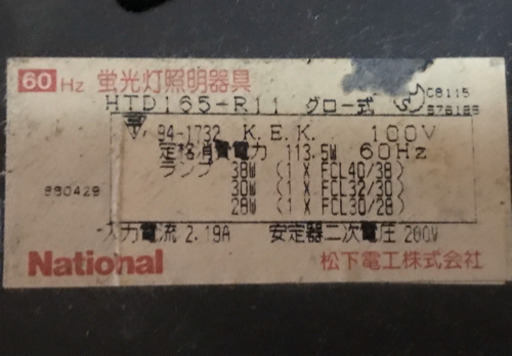 60 Hz 蛍光灯照明器具
HTD165-R11 グロー式 C8115
S7818S
94-1732 K.E.K. 100V
定格消費電力 113.5W 60Hz
ランプ 38W (1 X FCL40/38)
30W (1 X FCL32/30)
28W (1 X FCL30/28)
890429
入力電流 2.19A 安定器二次電圧 200V
National 松下電工株式会社